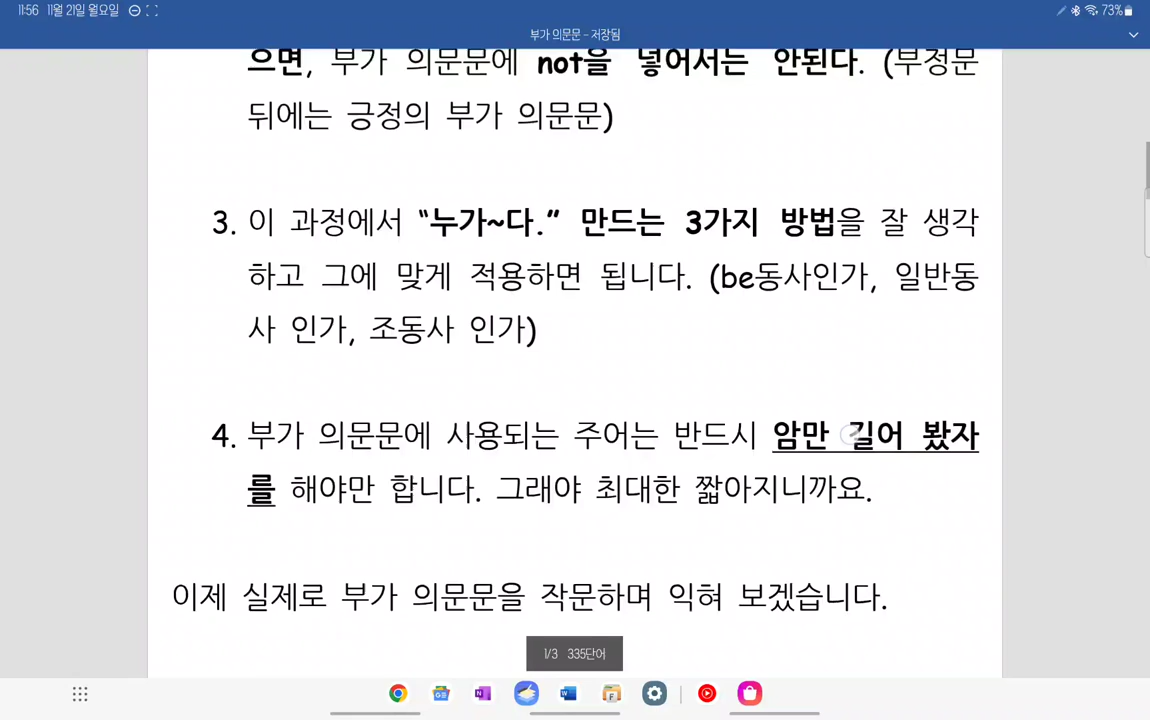 11:56 11월 21일 월요일
73%
부가 의문문 – 저장됨
으면, 부가 의문문에 not을 넣어서는 안된다. (부정문
뒤에는 긍정의 부가 의문문)
3. 이 과정에서 “누가~다.” 만드는 3가지 방법을 잘 생각
하고 그에 맞게 적용하면 됩니다. (be동사인가, 일반동
사 인가, 조동사 인가)
4. 부가 의문문에 사용되는 주어는 반드시 암만 길어 봤자
를 해야만 합니다. 그래야 최대한 짧아지니까요.
이제 실제로 부가 의문문을 작문하며 익혀 보겠습니다.
1/3 335단어